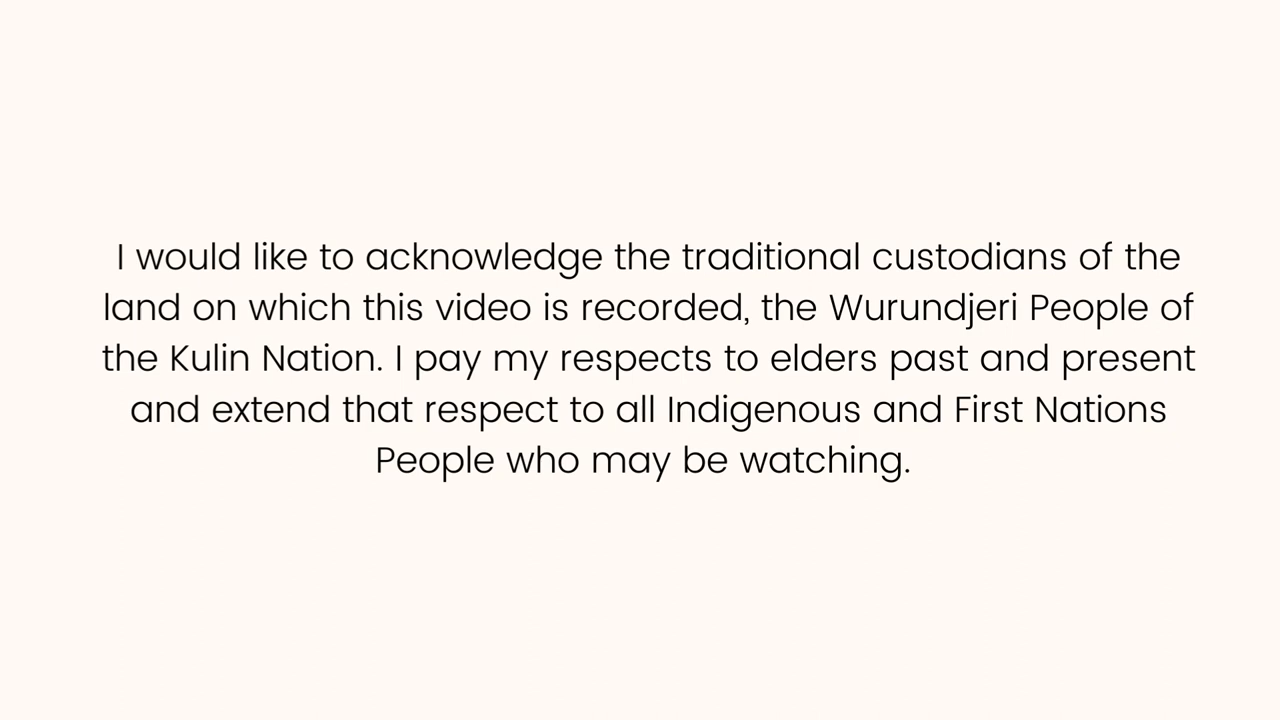 I would like to acknowledge the traditional custodians of the
land on which this video is recorded, the Wurundjeri People of
the Kulin Nation. I pay my respects to elders past and present
and extend that respect to all Indigenous and First Nations
People who may be watching.